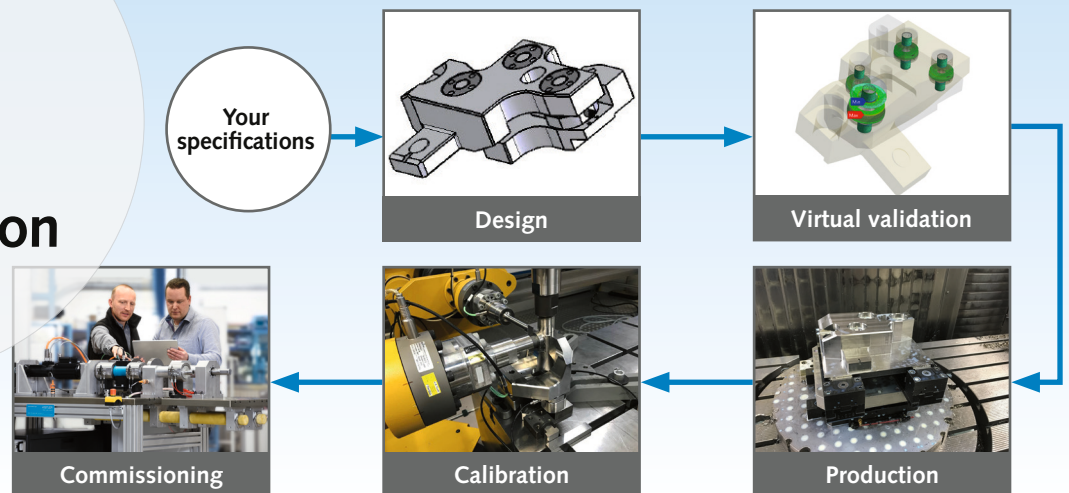 Your
specifications
Design
Virtual validation
on
Commissioning
Calibration
Production